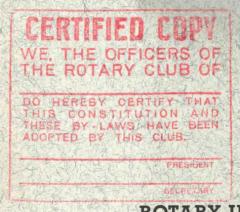 CERTIFIED COPY
WE, THE OFFICERS OF
THE ROTARY CLUB OF
DO HEREBY CERTIFY THAT
THIS CONSTITUTION AND
THESE BY-LAWS HAVE BEEN
ADOPTED BY THIS CLUB.
PRESIDENT
SECRETARY
ROTARY